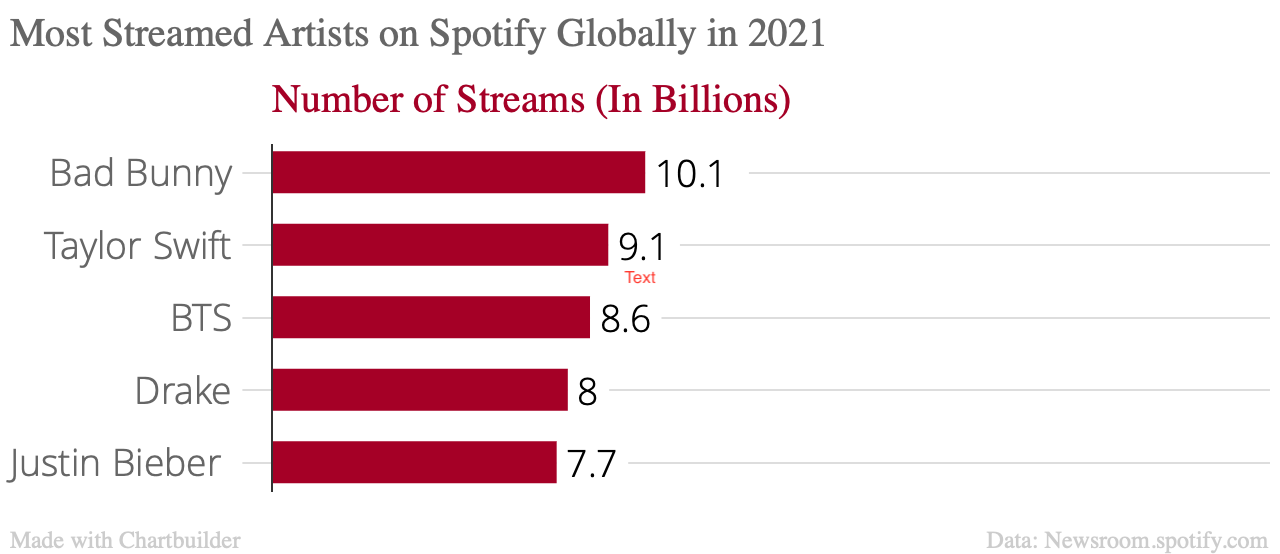 Most Streamed Artists on Spotify Globally in 2021
Number of Streams (In Billions)
Bad Bunny 10.1
Taylor Swift 9.1
Text
BTS 8.6
Drake 8
Justin Bieber 7.7
Made with Chartbuilder Data: Newsroom.spotify.com